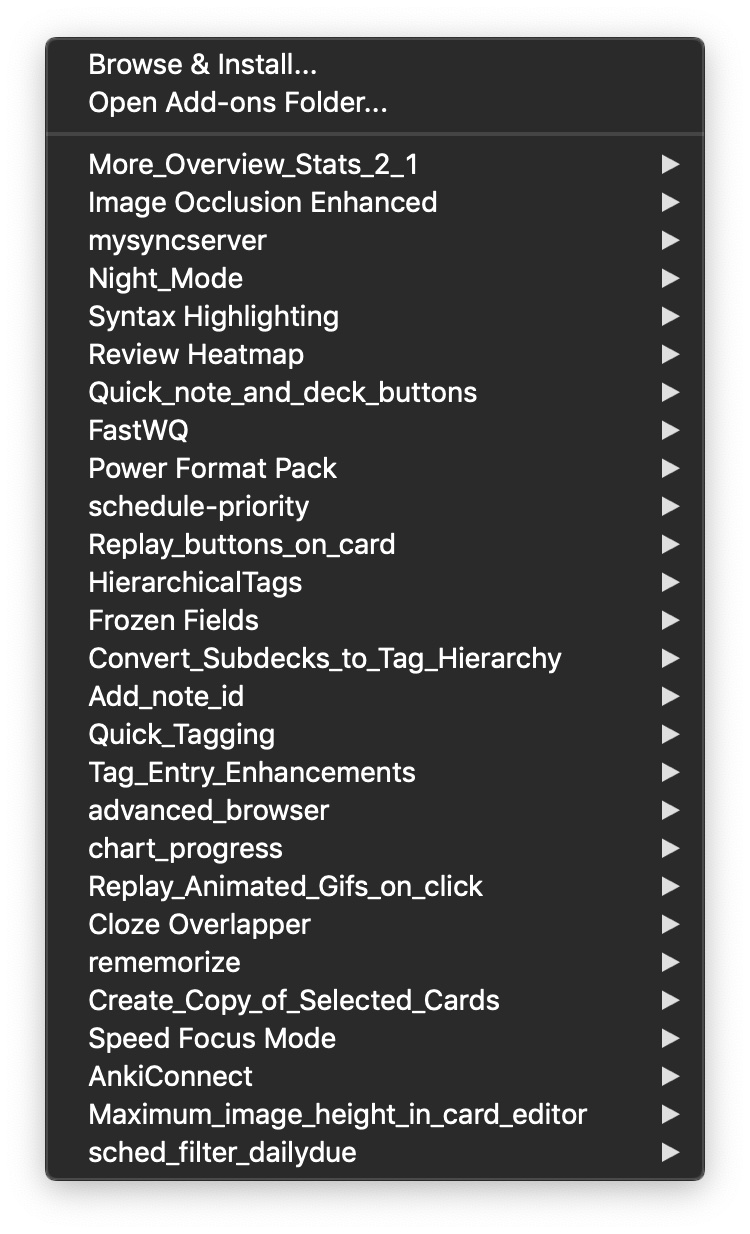 Browse & Install...
Open Add-ons Folder...
More_Overview_Stats_2_1
Image Occlusion Enhanced
mysyncserver
Night_Mode
Syntax Highlighting
Review Heatmap
Quick_note_and_deck_buttons
FastWQ
Power Format Pack
schedule-priority
Replay_buttons_on_card
HierarchicalTags
Frozen Fields
Convert_Subdecks_to_Tag_Hierarchy
Add_note_id
Quick_Tagging
Tag_Entry_Enhancements
advanced_browser
chart_progress
Replay_Animated_Gifs_on_click
Cloze Overlapper
rememorize
Create_Copy_of_Selected_Cards
Speed Focus Mode
AnkiConnect
Maximum_image_height_in_card_editor
sched_filter_dailydue